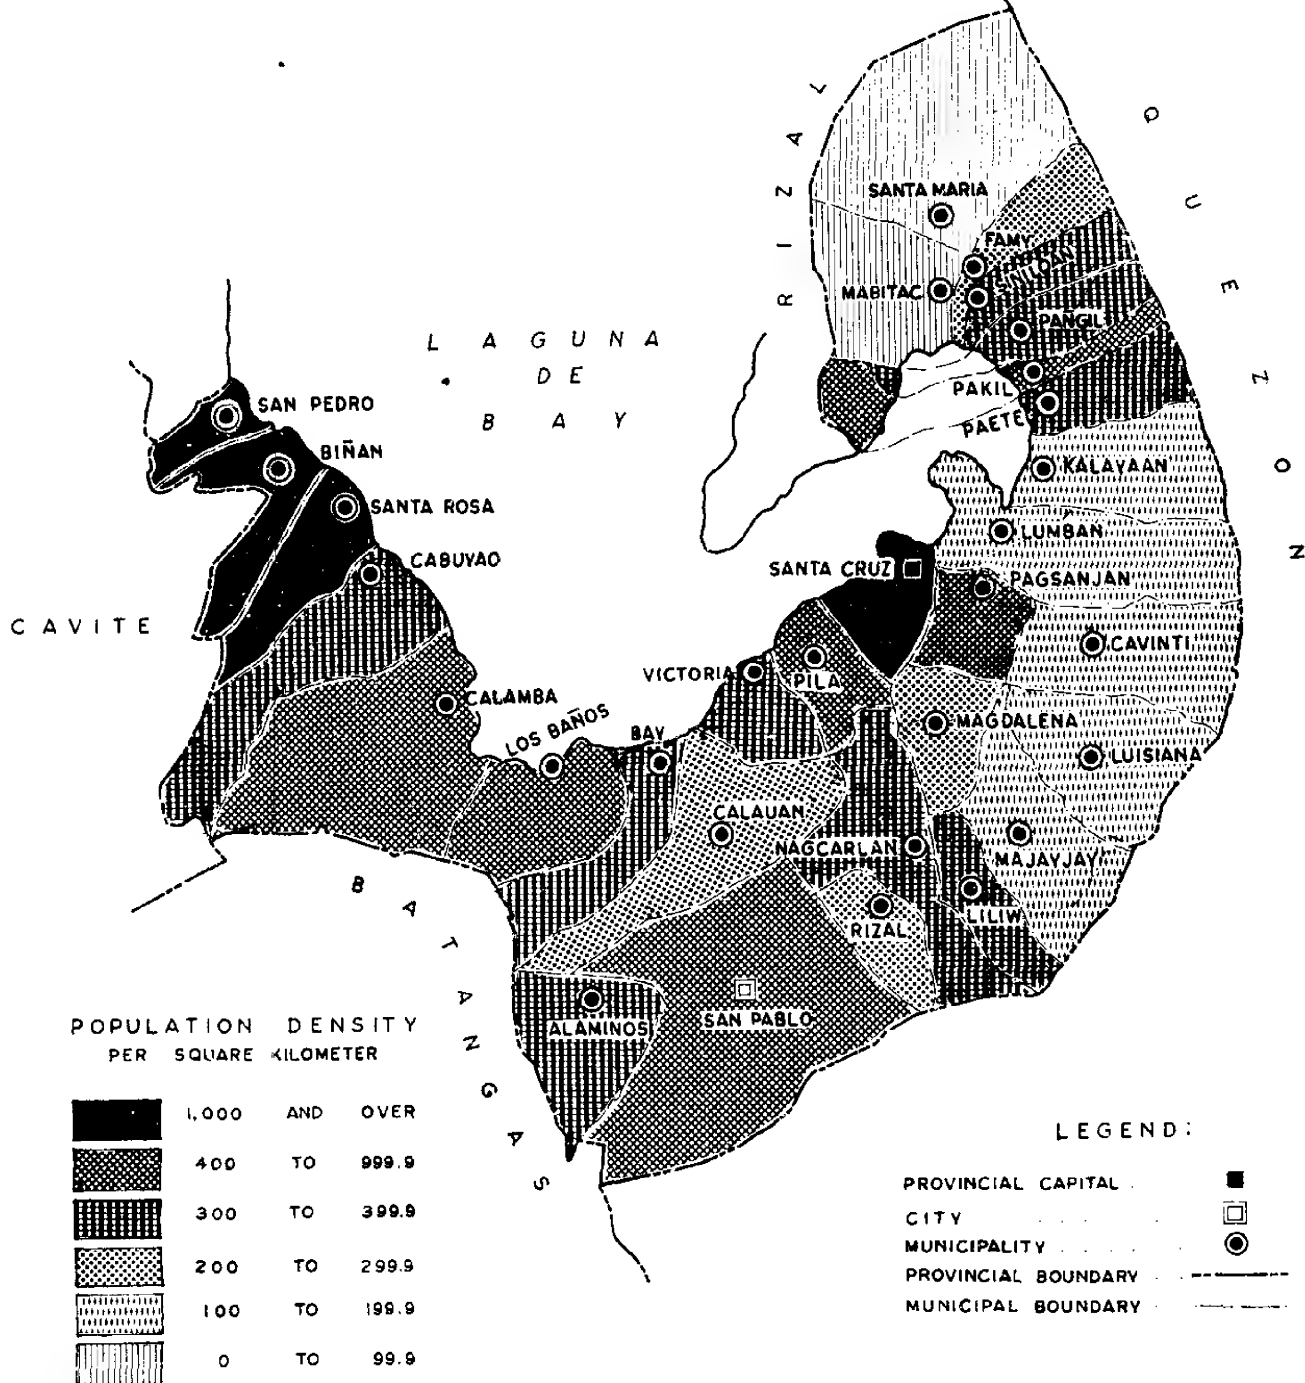 RIZAL
QUEZON
SANTA MARIA
FAMY
SINILOAN
MABITAC
PAÑGIL
LAGUNA
DE
BAY
PAKIL
PAETE
SAN PEDRO
BIÑAN
KALAYAAN
SANTA ROSA
LUMBAN
CABUYAO
SANTA CRUZ
PAGSANJAN
CAVITE
CAVINTI
VICTORIA
PILA
CALAMBA
MAGDALENA
LOS BAÑOS
BAY
LUISIANA
CALAUAN
NAGCARLAN
MAJAYJAY
LILIW
RIZAL
BATANGAS
SAN PABLO
ALAMINOS
POPULATION DENSITY
PER SQUARE KILOMETER
1,000 AND OVER
400 TO 999.9
300 TO 399.9
200 TO 299.9
100 TO 199.9
0 TO 99.9
LEGEND:
PROVINCIAL CAPITAL .
CITY . . . .
MUNICIPALITY . . . . .
PROVINCIAL BOUNDARY . .
MUNICIPAL BOUNDARY .